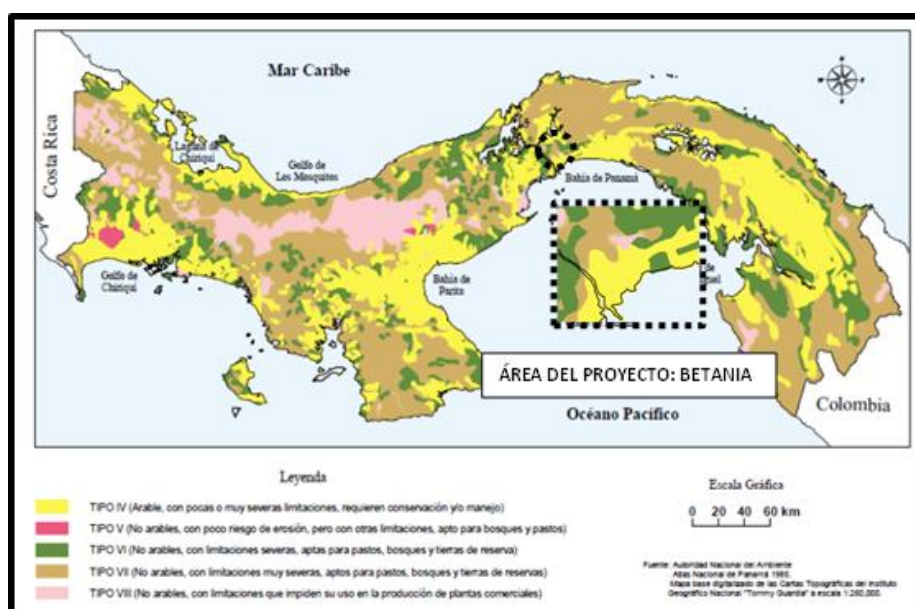 Mar Caribe
Costa Rica
Laguna de
Chiriquí
Golfo de
Los Mosquitos
Bahía de Panamá
Golfo de
Chiriquí
Bahía de
Parita
de
guel
ÁREA DEL PROYECTO: BETANIA
Océano Pacífico
Colombia
Leyenda
TIPO IV (Arable, con pocas o muy severas limitaciones, requieren conservación y/o manejo)
TIPO V (No arables, con poco riesgo de erosión, pero con otras limitaciones, apto para bosques y pastos)
TIPO VI (No arables, con limitaciones severas, aptas para pastos, bosques y tierras de reserva)
TIPO VII (No arables, con limitaciones muy severas, aptos para pastos, bosques y tierras de reservas)
TIPO VIII (No arables, con limitaciones que impiden su uso en la producción de plantas comerciales)
Escala Gráfica
0 20 40 60 km
Fuente: Autoridad Nacional del Ambiente
Atlas Nacional de Panamá
Mapa base digitalizado de las Cartas Topográficas del Instituto
Geográfico Nacional "Tommy Guardia" a escala 1:250,000.